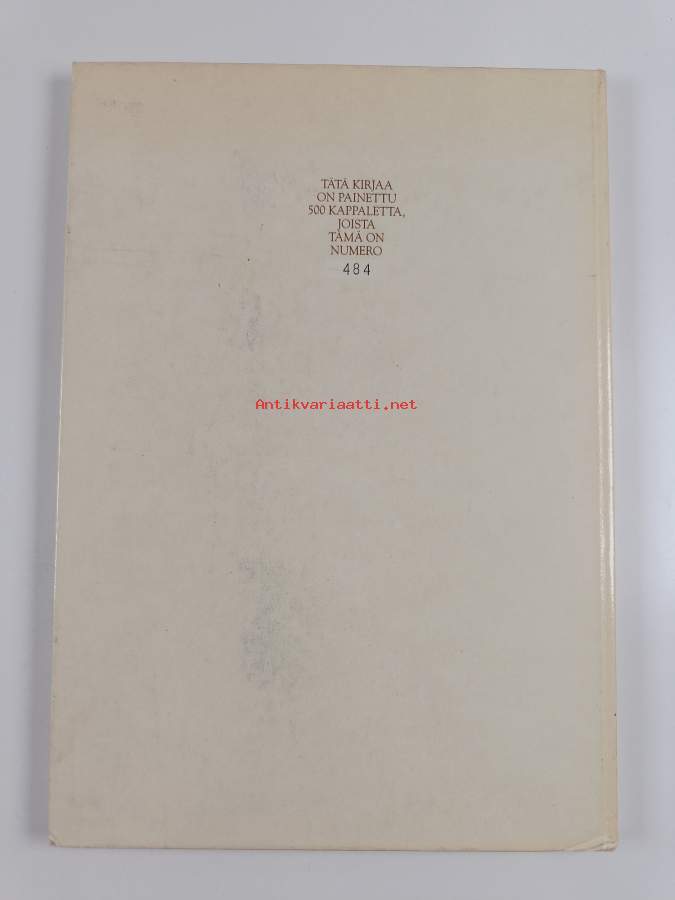 TÄTÄ KIRJAA
ON PAINETTU
500 KAPPALETTA,
JOISTA
TÄMÄ ON
NUMERO
484
Antikvariaatti.net